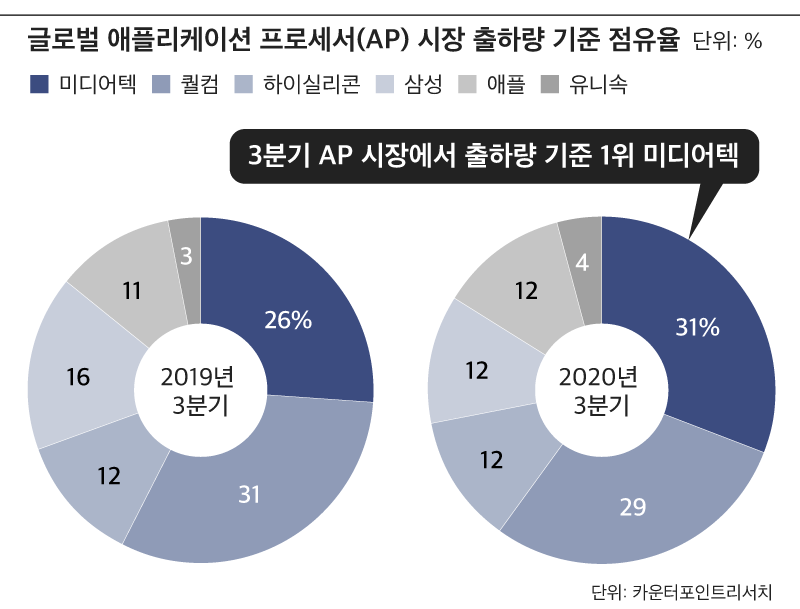 글로벌 애플리케이션 프로세서(AP) 시장 출하량 기준 점유율 단위: %
미디어텍 퀄컴 하이실리콘 삼성 애플 유니속
3분기 AP 시장에서 출하량 기준 1위 미디어텍
2019년
3분기
26%
31
12
16
11
3
2020년
3분기
31%
29
12
12
12
4
단위: 카운터포인트리서치